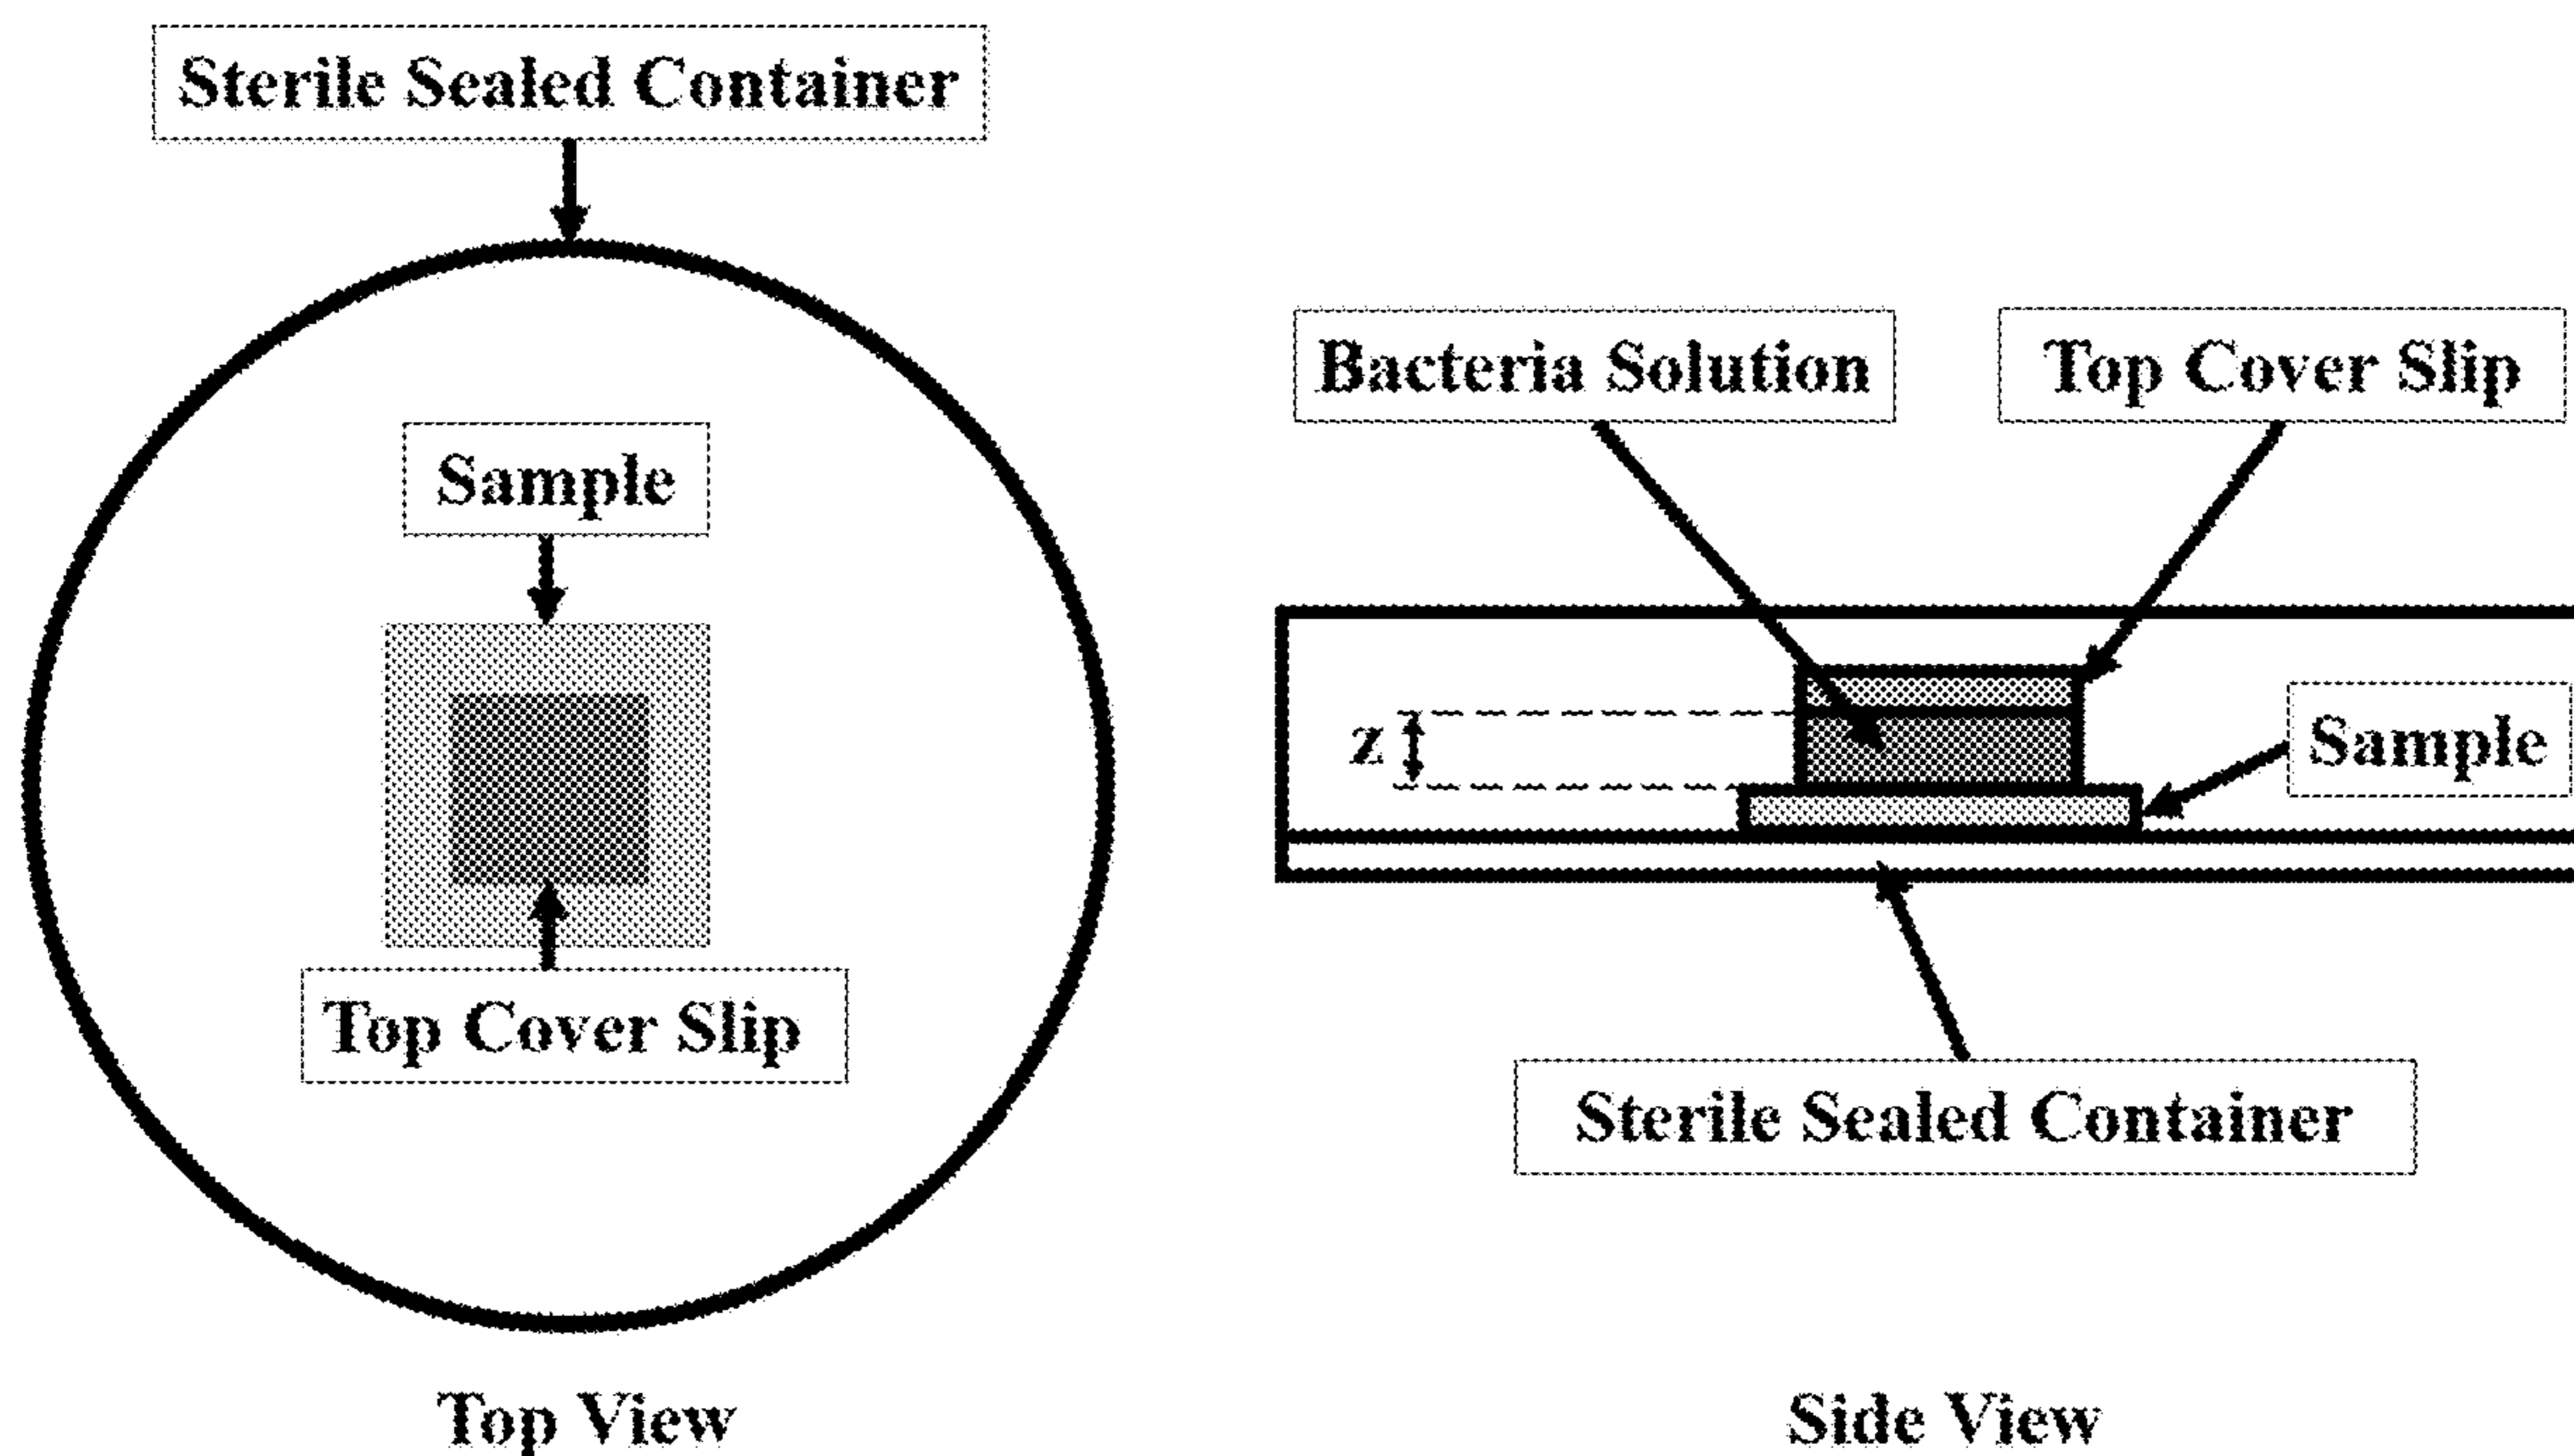 Sterile Sealed Container
Sample
Top Cover Slip
Top View
Bacteria Solution
Top Cover Slip
z
Sample
Sterile Sealed Container
Side View